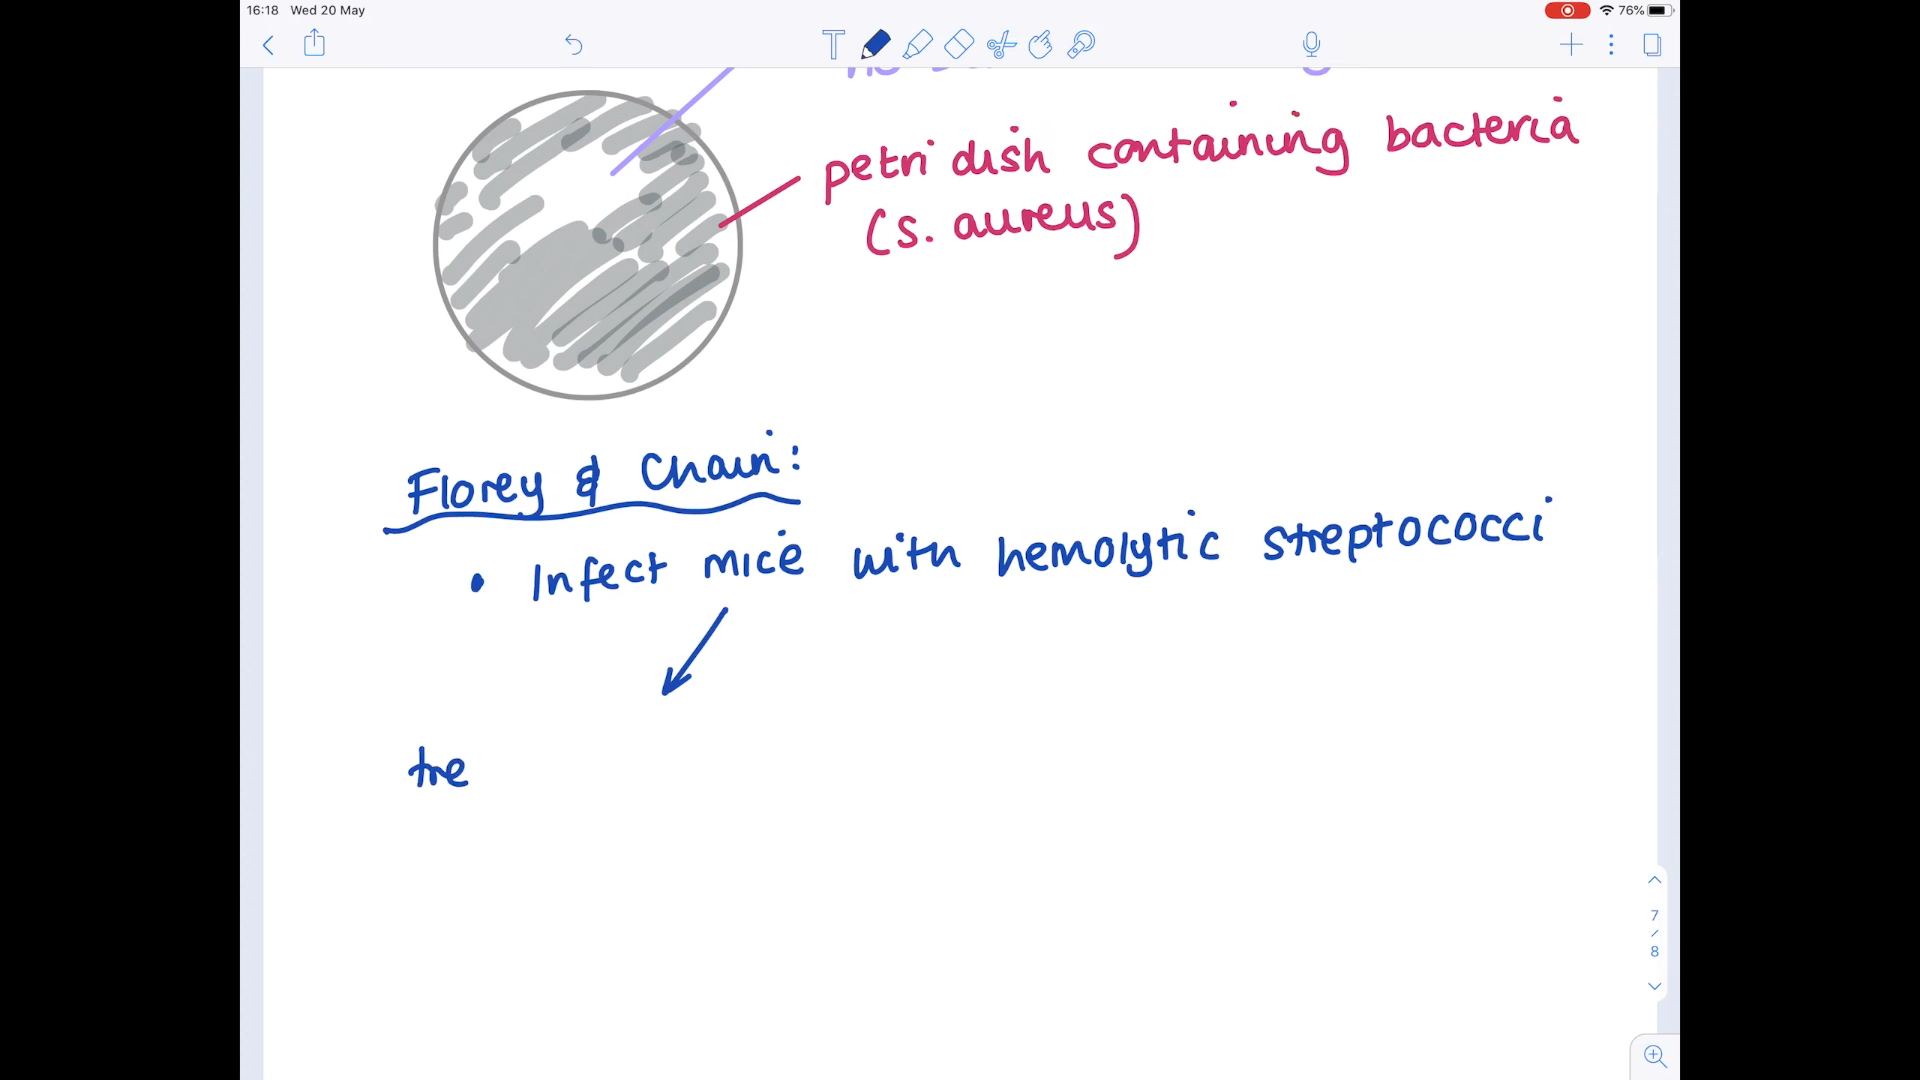 16:18 Wed 20 May
76%
petri dish containing bacteria
(s. aureus)
Florey & Chain:
• Infect mice with hemolytic streptococci
tre
7
/
8